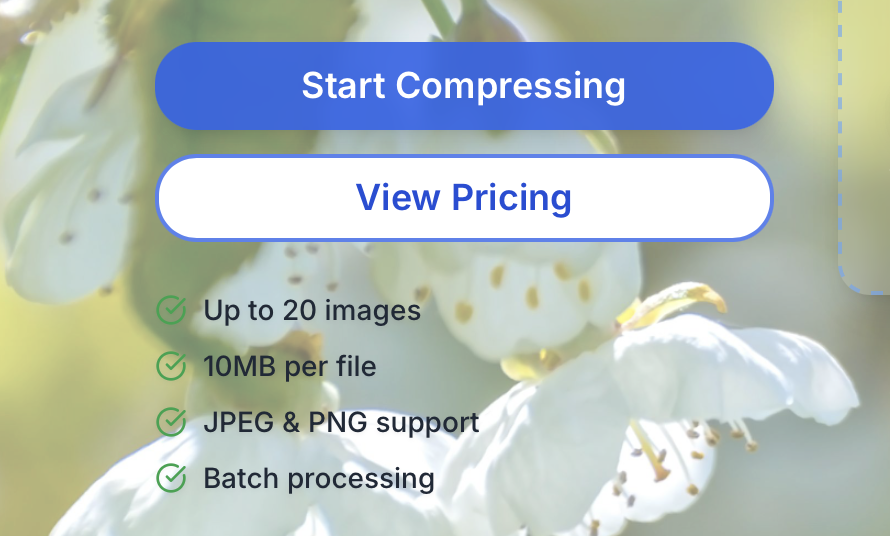 Start Compressing
View Pricing
Up to 20 images
10MB per file
JPEG & PNG support
Batch processing